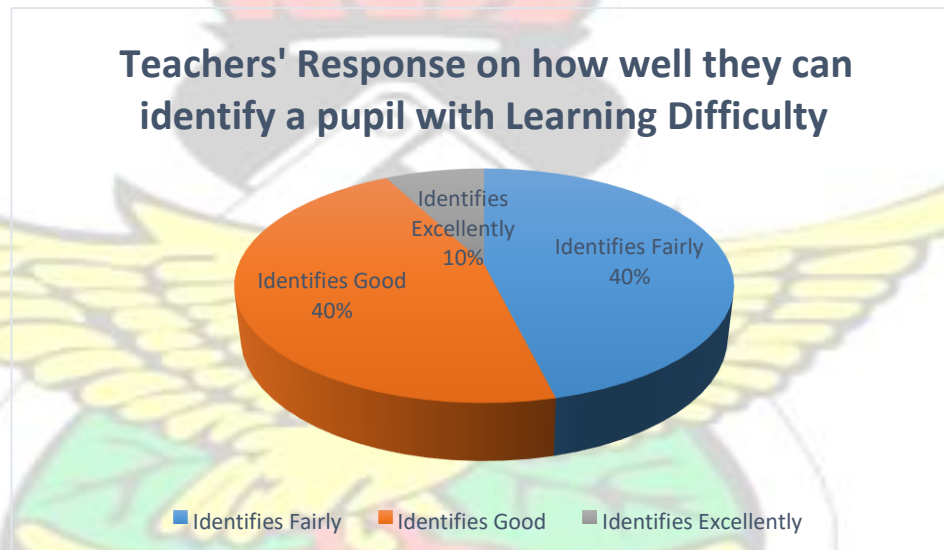 Teachers' Response on how well they can
identify a pupil with Learning Difficulty
Identifies
Excellently
10%
Identifies Fairly
40%
Identifies Good
40%
Identifies Fairly
Identifies Good
Identifies Excellently